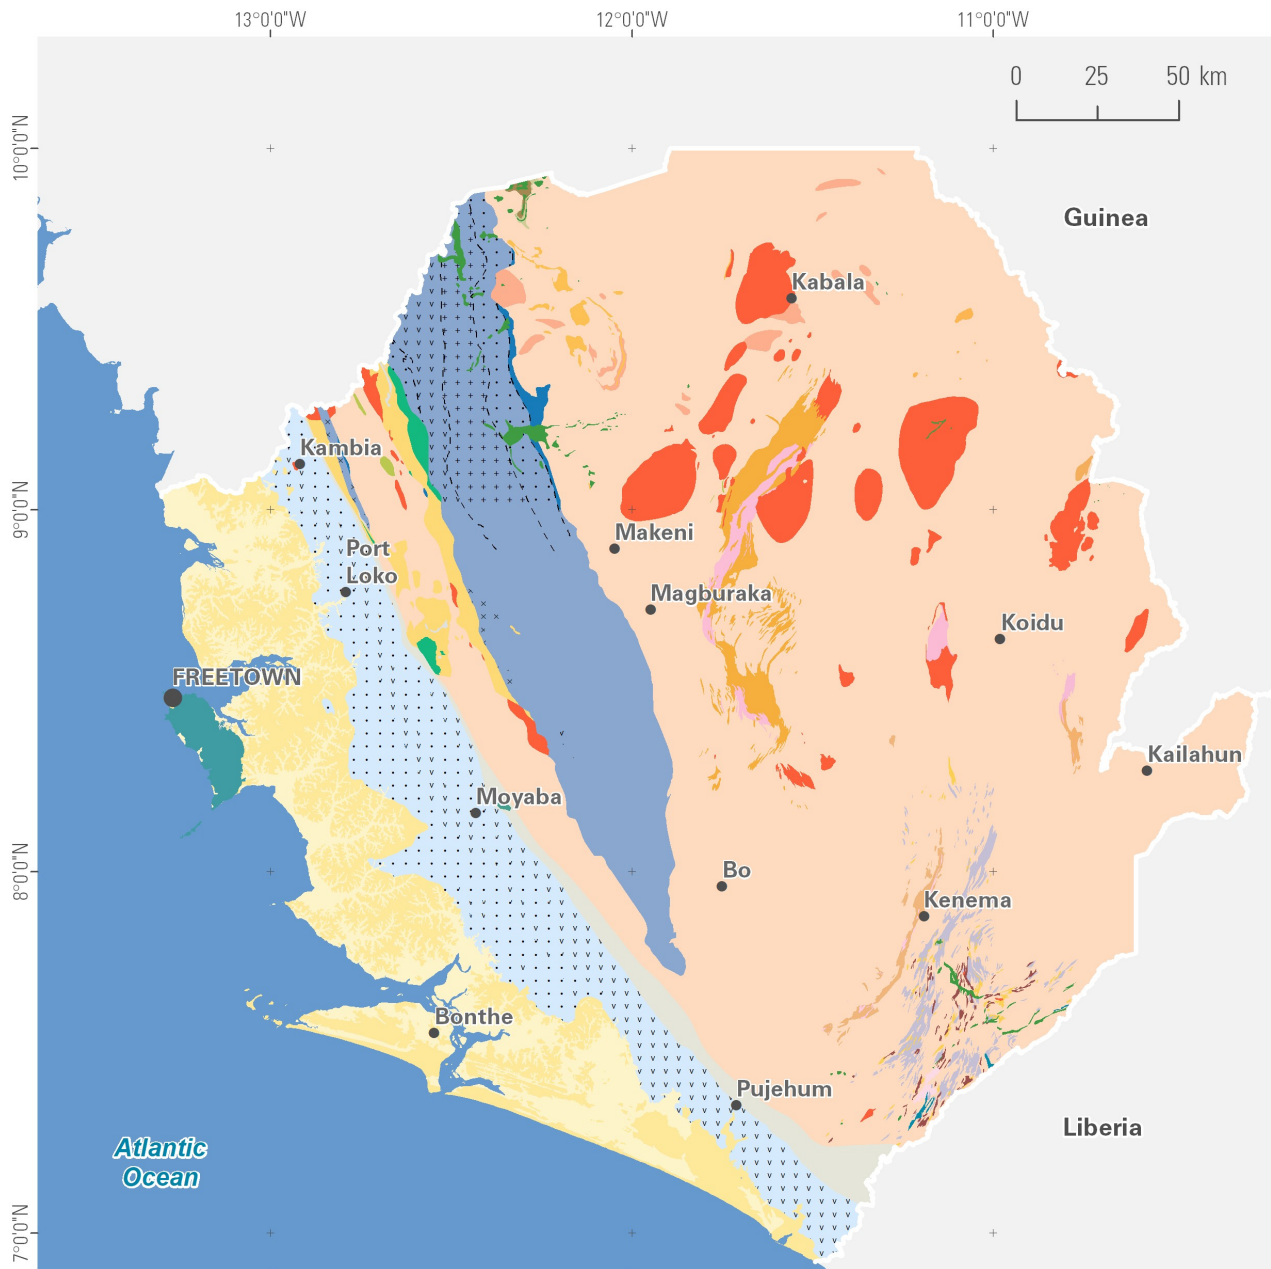 13°0'0"W
12°0'0"W
11°0'0"W
0 25 50 km
10°0'0"N
Guinea
Kabala
Kambia
9°0'0"N
Makeni
Port
Loko
Magburaka
Koidu
FREETOWN
Kailahun
Moyaba
8°0'0"N
Bo
Kenema
Bonthe
Pujehum
Liberia
Atlantic
Ocean
7°0'0"N